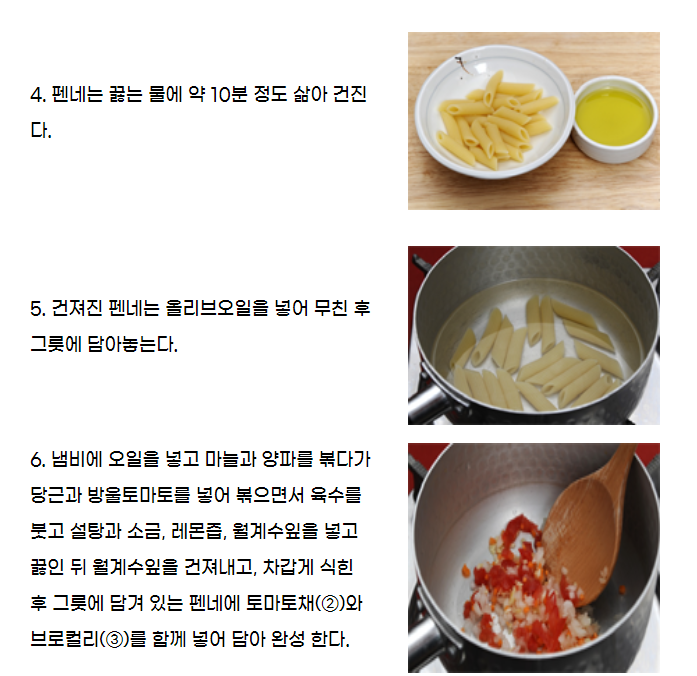 4. 펜네는 끓는 물에 약 10분 정도 삶아 건진
다.
5. 건져진 펜네는 올리브오일을 넣어 무친 후
그릇에 담아놓는다.
6. 냄비에 오일을 넣고 마늘과 양파를 볶다가
당근과 방울토마토를 넣어 볶으면서 육수를
붓고 설탕과 소금, 레몬즙, 월계수잎을 넣고
끓인 뒤 월계수잎을 건져내고, 차갑게 식힌
후 그릇에 담겨 있는 펜네에 토마토채(②)와
브로컬리(③)를 함께 넣어 담아 완성 한다.